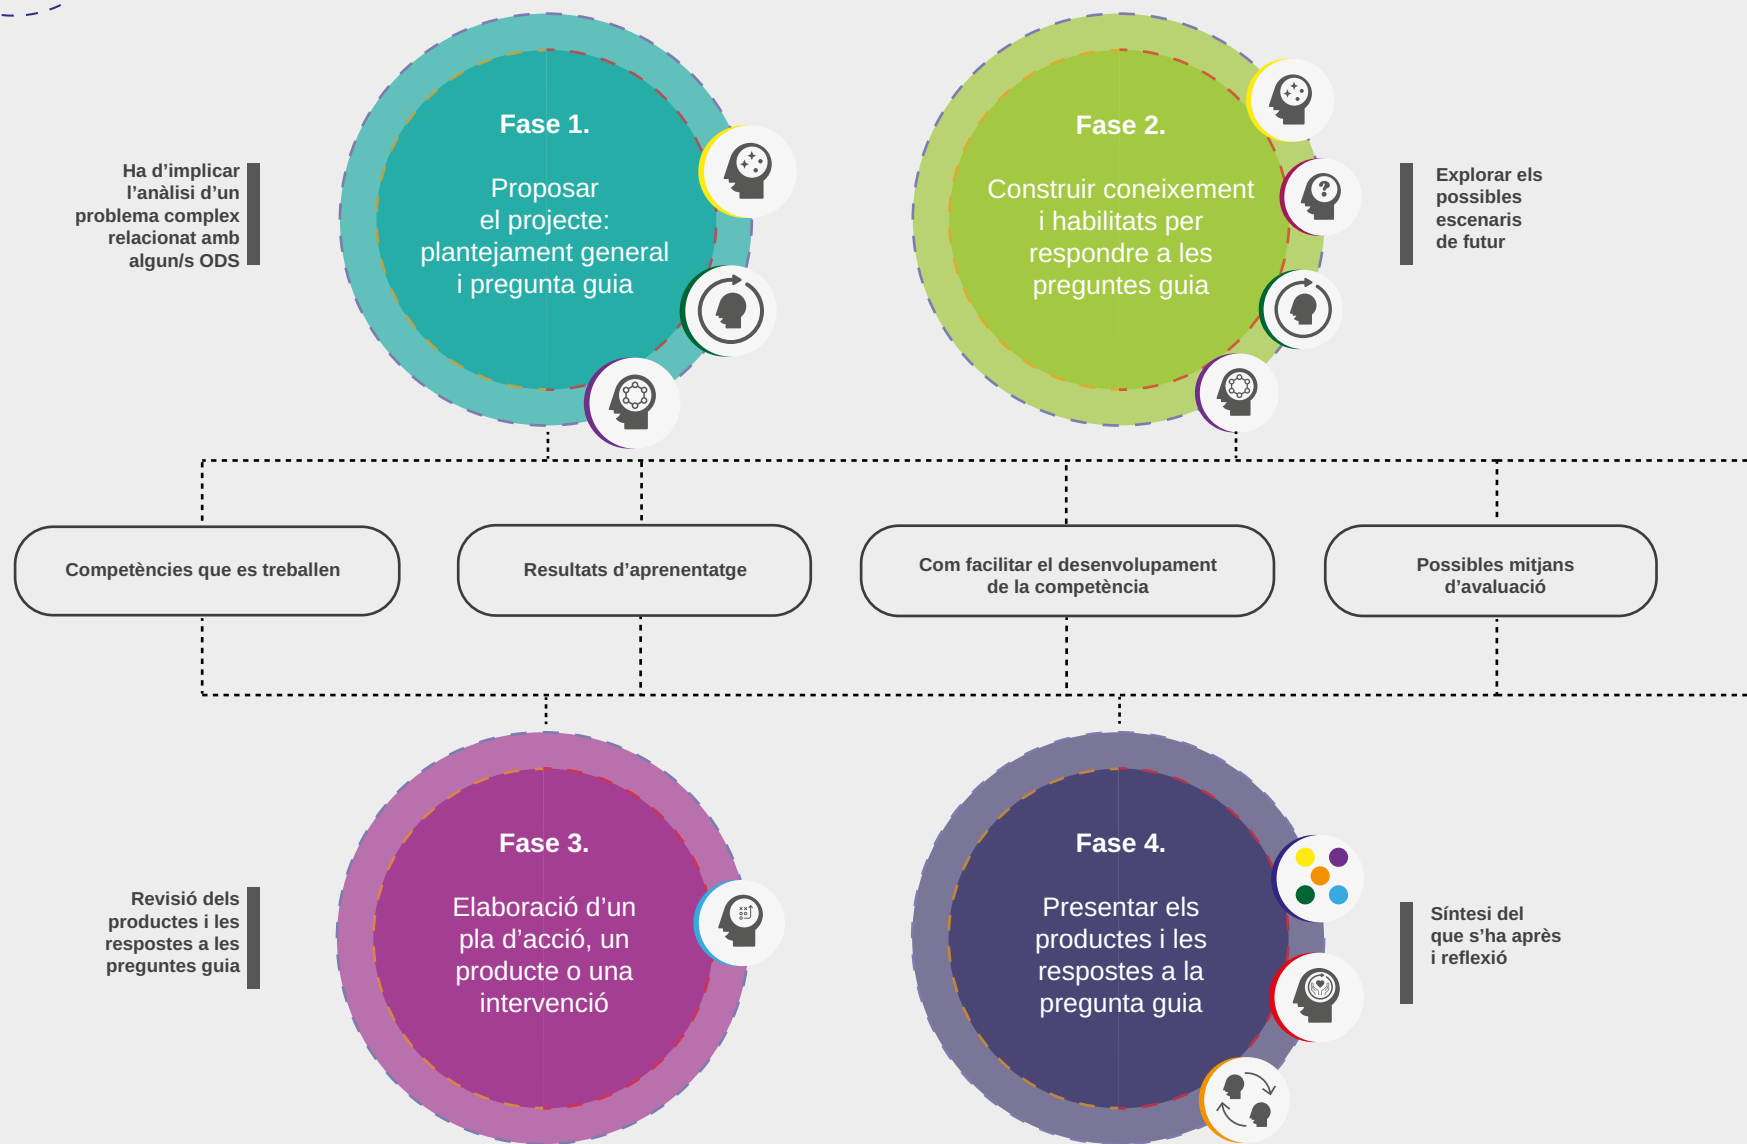 Ha d’implicar
l’anàlisi d’un
problema complex
relacionat amb
algun/s ODS
Fase 1.
Proposar
el projecte:
plantejament general
i pregunta guia
Fase 2.
Construir coneixement
i habilitats per
respondre a les
preguntes guia
Explorar els
possibles
escenaris
de futur
Competències que es treballen
Resultats d’aprenentatge
Com facilitar el desenvolupament
de la competència
Possibles mitjans
d’avaluació
Revisió dels
productes i les
respostes a les
preguntes guia
Fase 3.
Elaboració d’un
pla d’acció, un
producte o una
intervenció
Fase 4.
Presentar els
productes i les
respostes a la
pregunta guia
Síntesi del
que s’ha après
i reflexió